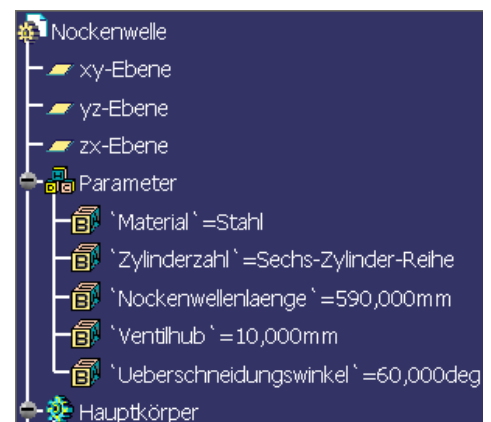 Nockenwelle
xy-Ebene
yz-Ebene
zx-Ebene
Parameter
`Material`=Stahl
`Zylinderzahl`=Sechs-Zylinder-Reihe
`Nockenwellenlaenge`=590,000mm
`Ventilhub`=10,000mm
`Ueberschneidungswinkel`=60,000deg
Hauptkörper